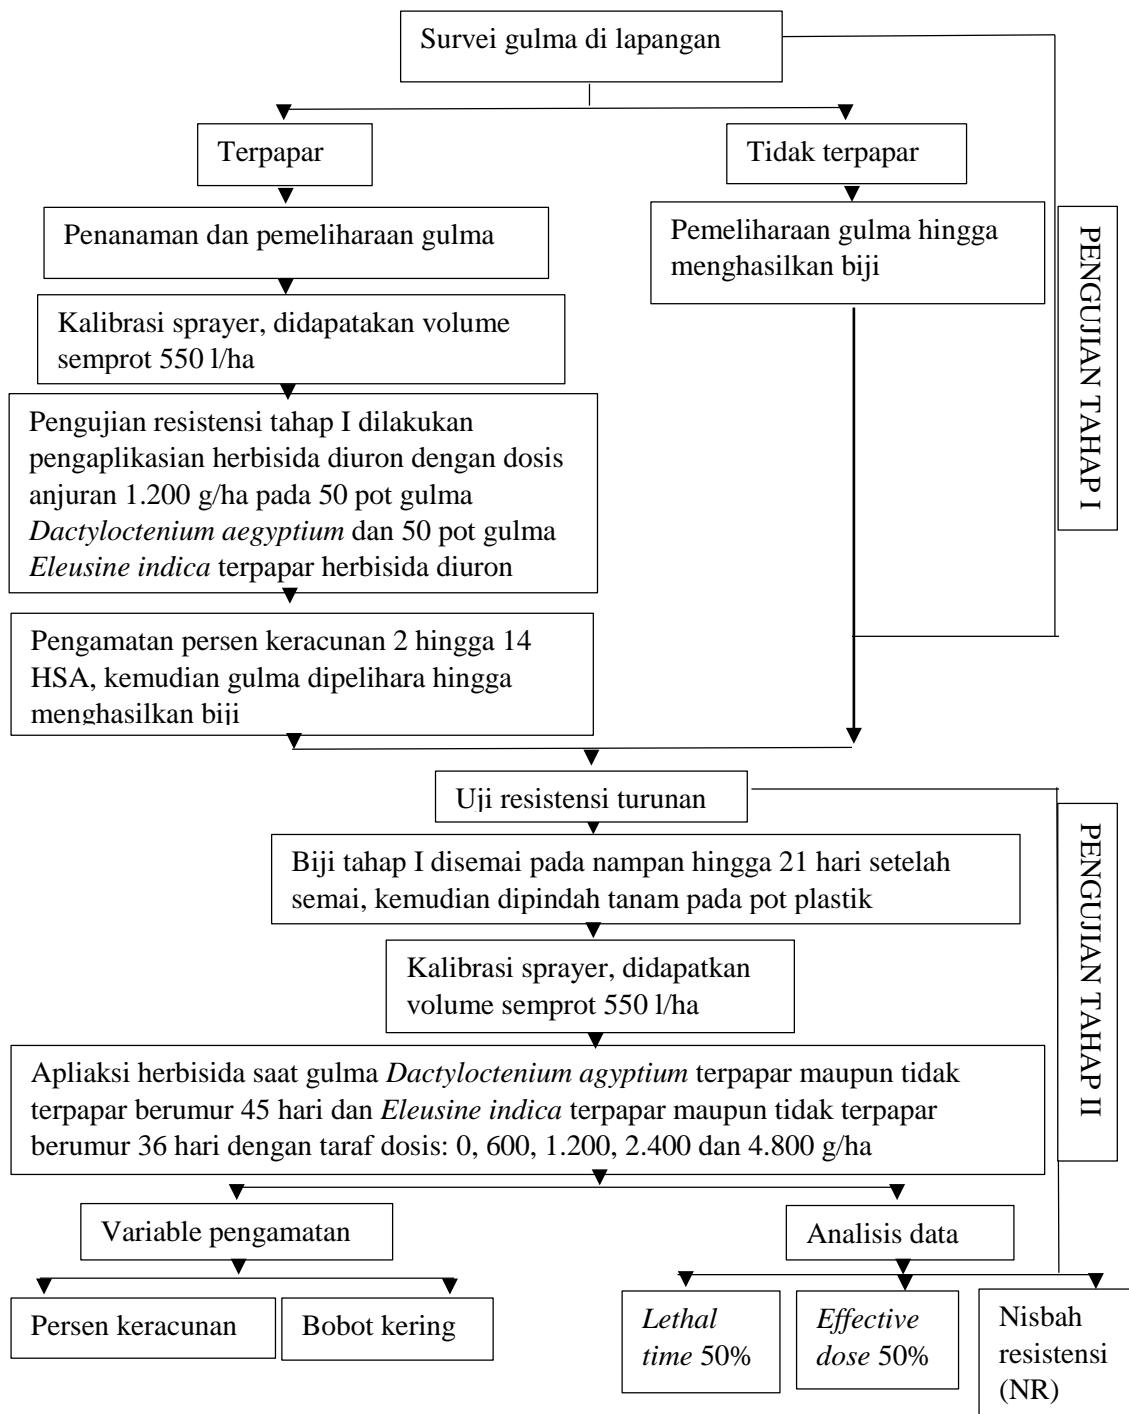 Survei gulma di lapangan
Terpapar
Tidak terpapar
Penanaman dan pemeliharaan gulma
Pemeliharaan gulma hingga
menghasilkan biji
Kalibrasi sprayer, didapatakan volume
semprot 550 l/ha
Pengujian resistensi tahap I dilakukan
pengaplikasian herbisida diuron dengan dosis
anjuran 1.200 g/ha pada 50 pot gulma
Dactyloctenium aegyptium dan 50 pot gulma
Eleusine indica terpapar herbisida diuron
Pengamatan persen keracunan 2 hingga 14
HSA, kemudian gulma dipelihara hingga
menghasilkan biji
PENGUJIAN TAHAP I
Uji resistensi turunan
Biji tahap I disemai pada nampan hingga 21 hari setelah
semai, kemudian dipindah tanam pada pot plastik
Kalibrasi sprayer, didapatkan
volume semprot 550 l/ha
Apliaksi herbisida saat gulma Dactyloctenium agyptium terpapar maupun tidak
terpapar berumur 45 hari dan Eleusine indica terpapar maupun tidak terpapar
berumur 36 hari dengan taraf dosis: 0, 600, 1.200, 2.400 dan 4.800 g/ha
PENGUJIAN TAHAP II
Variable pengamatan
Analisis data
Persen keracunan
Bobot kering
Lethal
time 50%
Effective
dose 50%
Nisbah
resistensi
(NR)